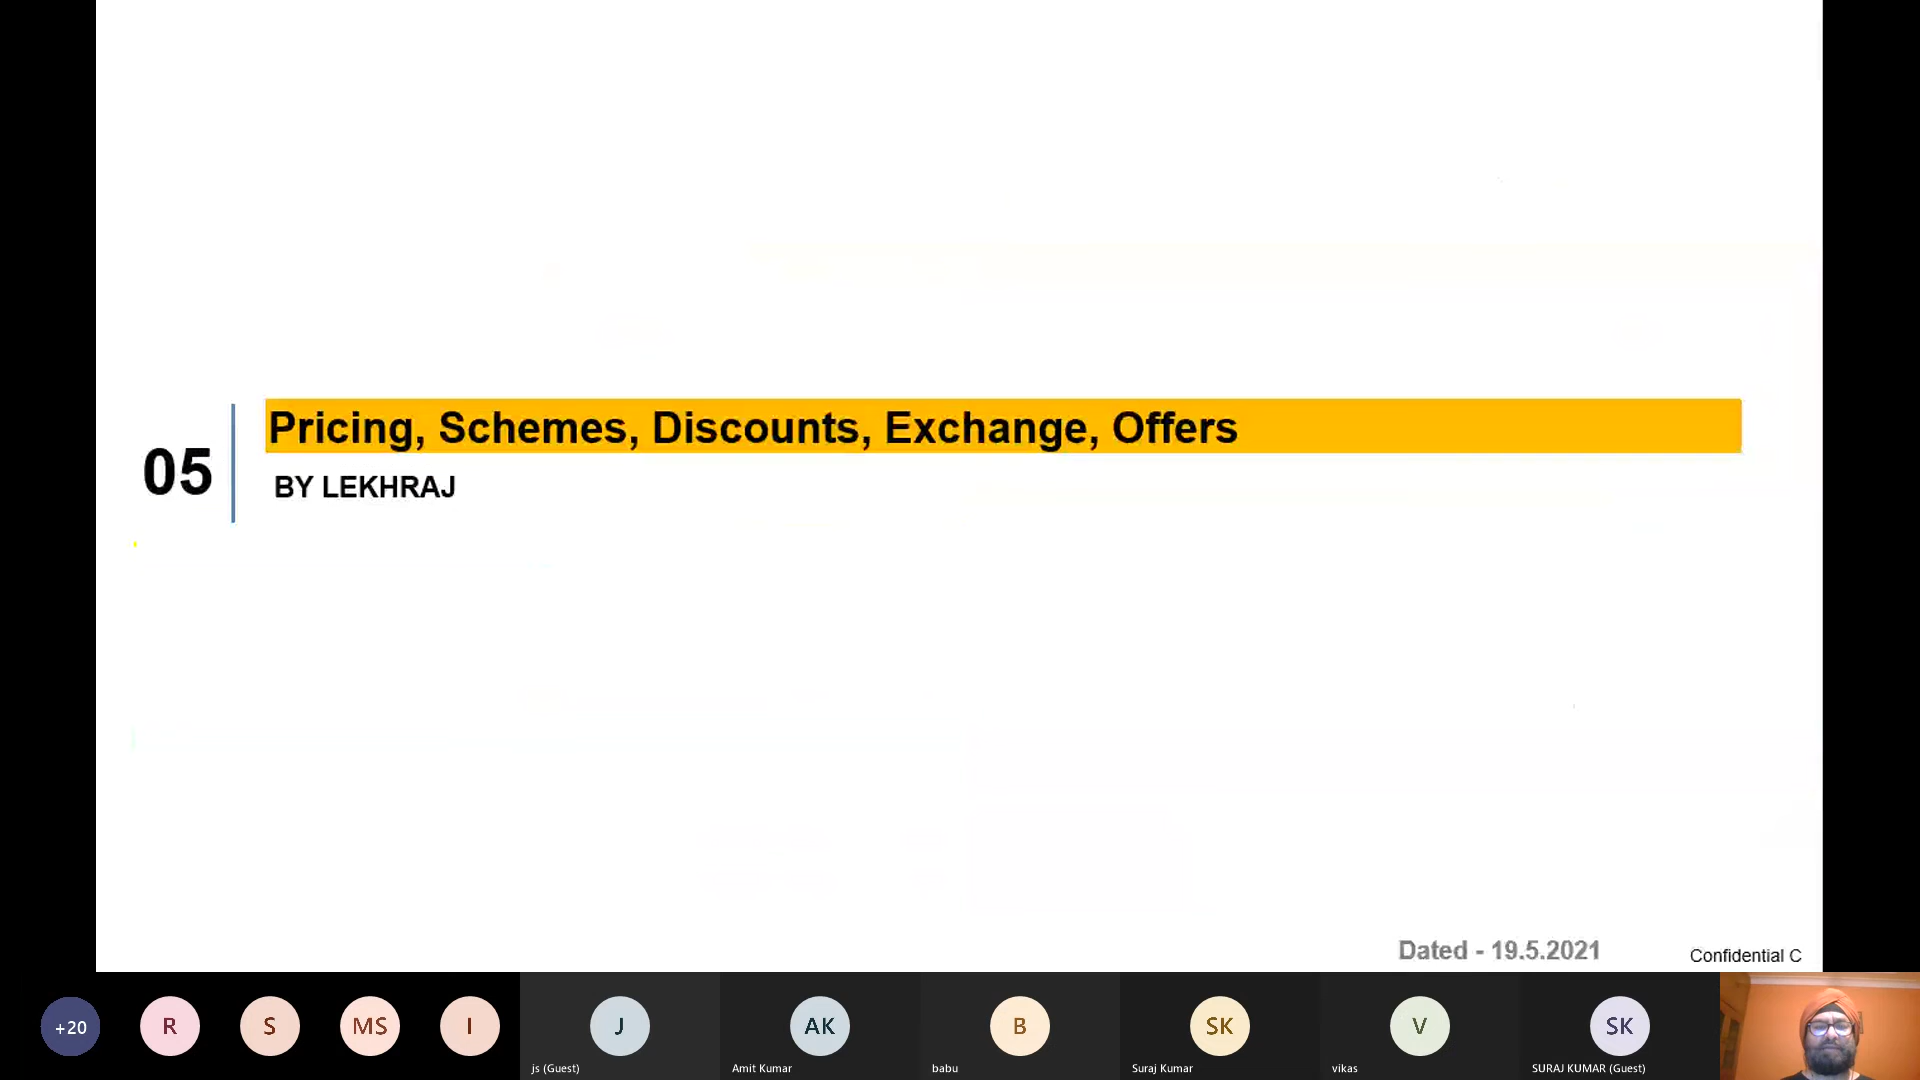 Pricing, Schemes, Discounts, Exchange, Offers
05
BY LEKHRAJ
Dated - 19.5.2021
Confidential C
+20
R
S
MS
I
J
AK
B
SK
V
SK
js (Guest)
Amit Kumar
babu
Suraj Kumar
vikas
SURAJ KUMAR (Guest)